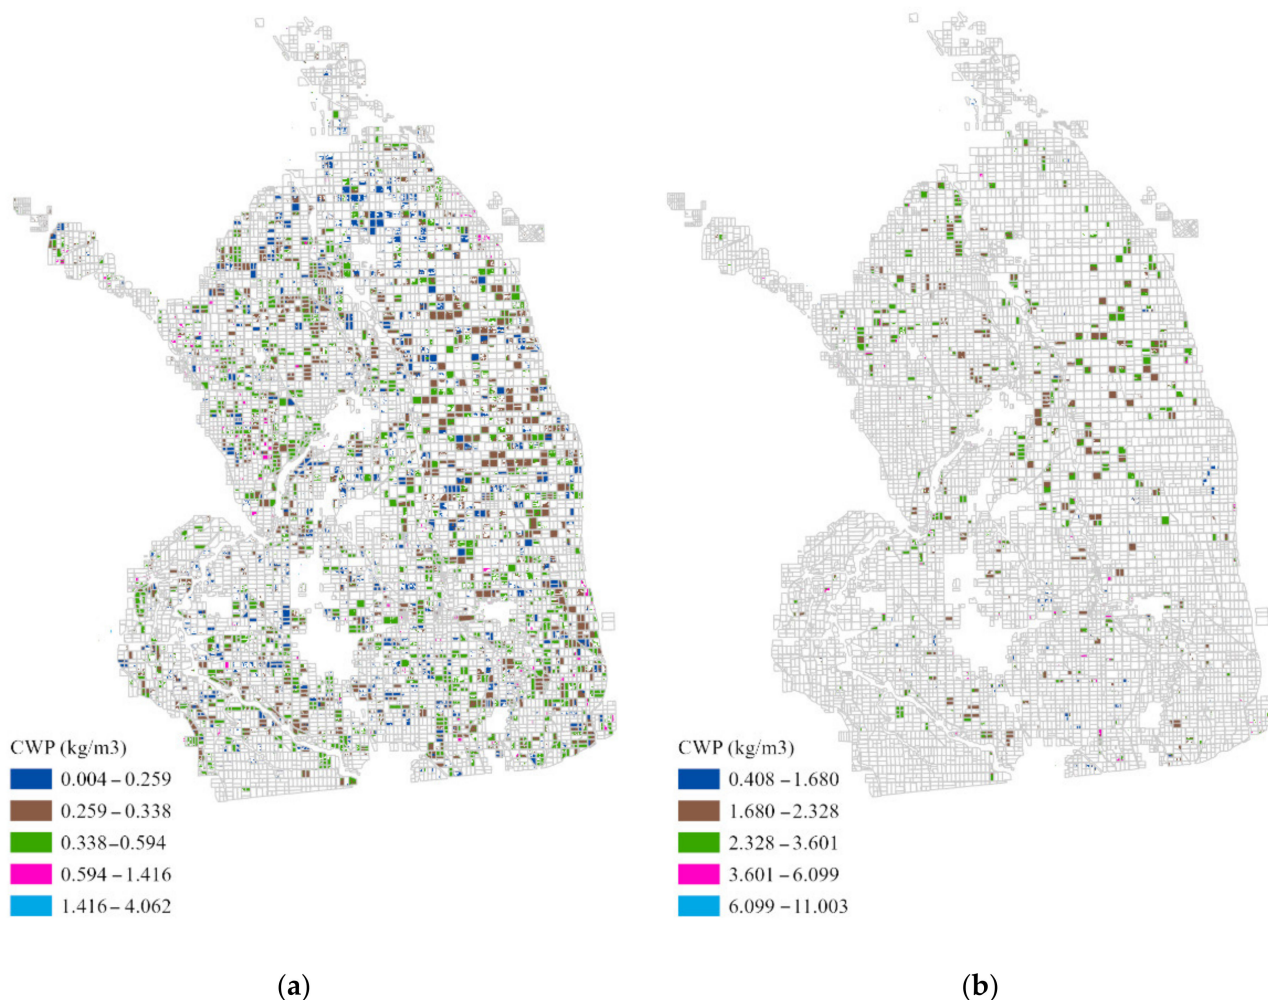 CWP (kg/m3)
0.004 – 0.259
0.259 – 0.338
0.338–0.594
0.594 – 1.416
1.416 – 4.062
CWP (kg/m3)
0.408 – 1.680
1.680 – 2.328
2.328 – 3.601
3.601 – 6.099
6.099 –11.003
(a)
(b)